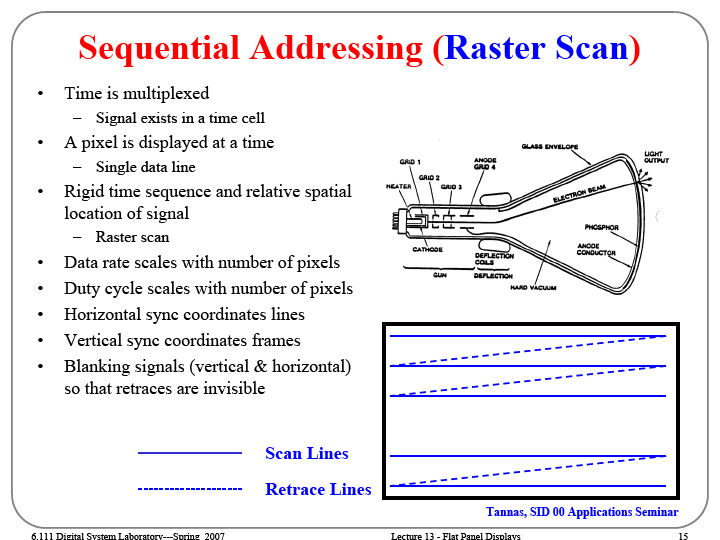 Sequential Addressing (Raster Scan)
• Time is multiplexed
– Signal exists in a time cell
• A pixel is displayed at a time
– Single data line
• Rigid time sequence and relative spatial
location of signal
– Raster scan
• Data rate scales with number of pixels
• Duty cycle scales with number of pixels
• Horizontal sync coordinates lines
• Vertical sync coordinates frames
• Blanking signals (vertical & horizontal)
so that retraces are invisible
GLASS ENVELOPE
LIGHT
OUTPUT
GRID 1
ANODE
GRID 4
GRID 2
HEATER
GRID 3
ELECTRON BEAM
PHOSPHOR
CATHODE
ANODE
CONDUCTOR
DEFLECTION
COILS
GUN
DEFLECTION
HARD VACUUM
Scan Lines
Retrace Lines
Tannas, SID 00 Applications Seminar
6.111 Digital System Laboratory---Spring 2007
Lecture 13 - Flat Panel Displays
15